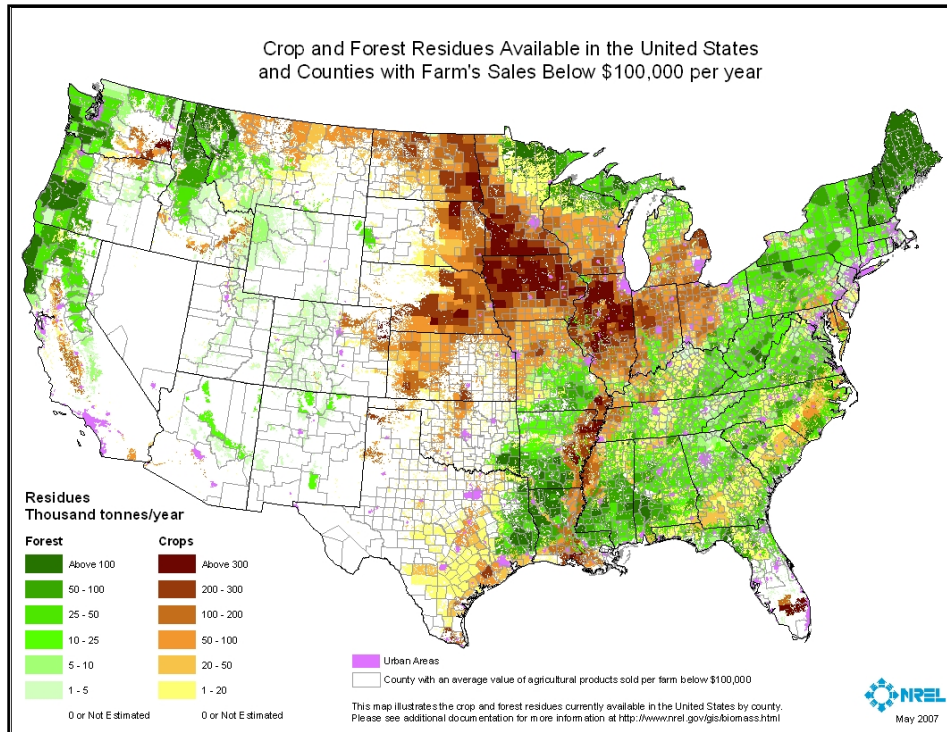 Crop and Forest Residues Available in the United States
and Counties with Farm's Sales Below $100,000 per year
Residues
Thousand tonnes/year
Forest
Crops
Above 100
Above 300
50 - 100
200 - 300
25 - 50
100 - 200
10 - 25
50 - 100
5 - 10
20 - 50
1 - 5
1 - 20
0 or Not Estimated
0 or Not Estimated
Urban Areas
County with an average value of agricultural products sold per farm below $100,000
This map illustrates the crop and forest residues currently available in the United States by county.
Please see additional documentation for more information at http://www.nrel.gov/gis/biomass.html
NREL
May 2007